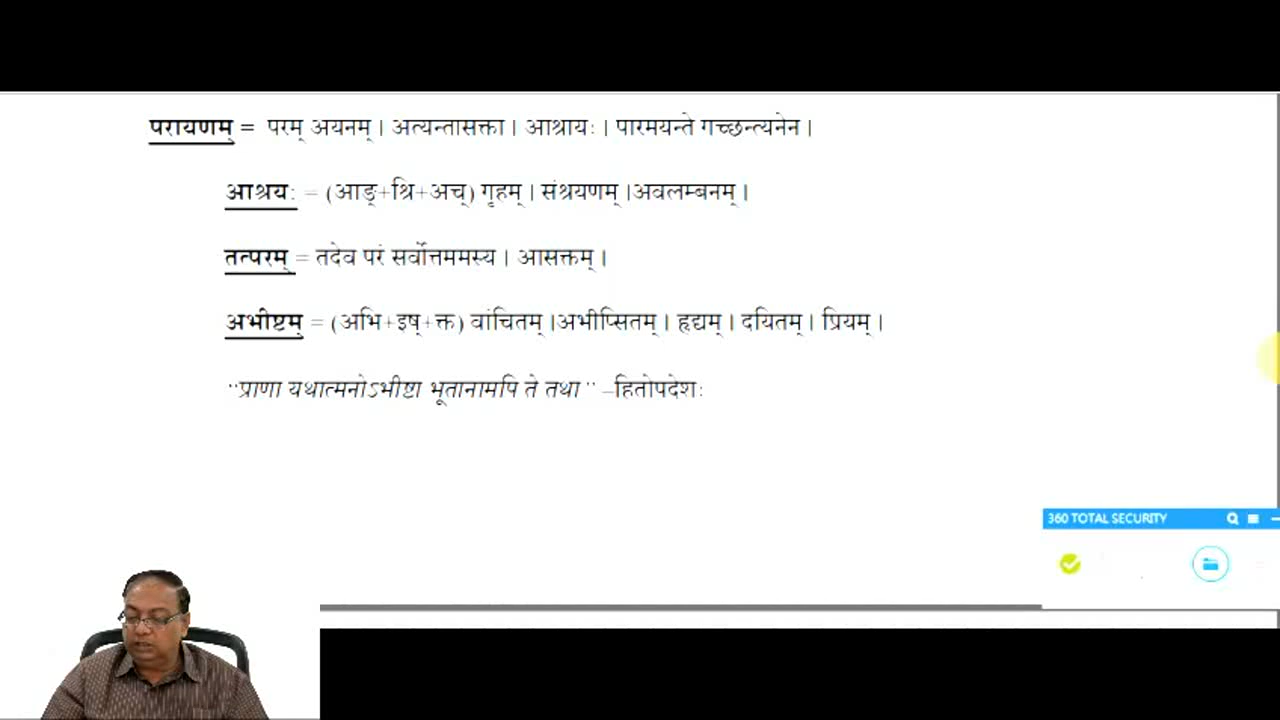 परायणम् = परम् अयनम् । अत्यन्तासक्ता । आश्रायः । पारमयन्ते गच्छन्त्यनेन ।
आश्रयः = (आङ्+श्रि+अच्) गृहम् । संश्रयणम् ।अवलम्बनम् ।
तत्परम् = तदेव परं सर्वोत्तममस्य । आसक्तम् ।
अभीष्टम् = (अभि+इष्+क्त) वांचितम् ।अभीप्सितम् । हृद्यम् । दयितम् । प्रियम् ।
"प्राणा यथात्मनोऽभीष्टा भूतानामपि ते तथा" –हितोपदेशः
360 TOTAL SECURITY